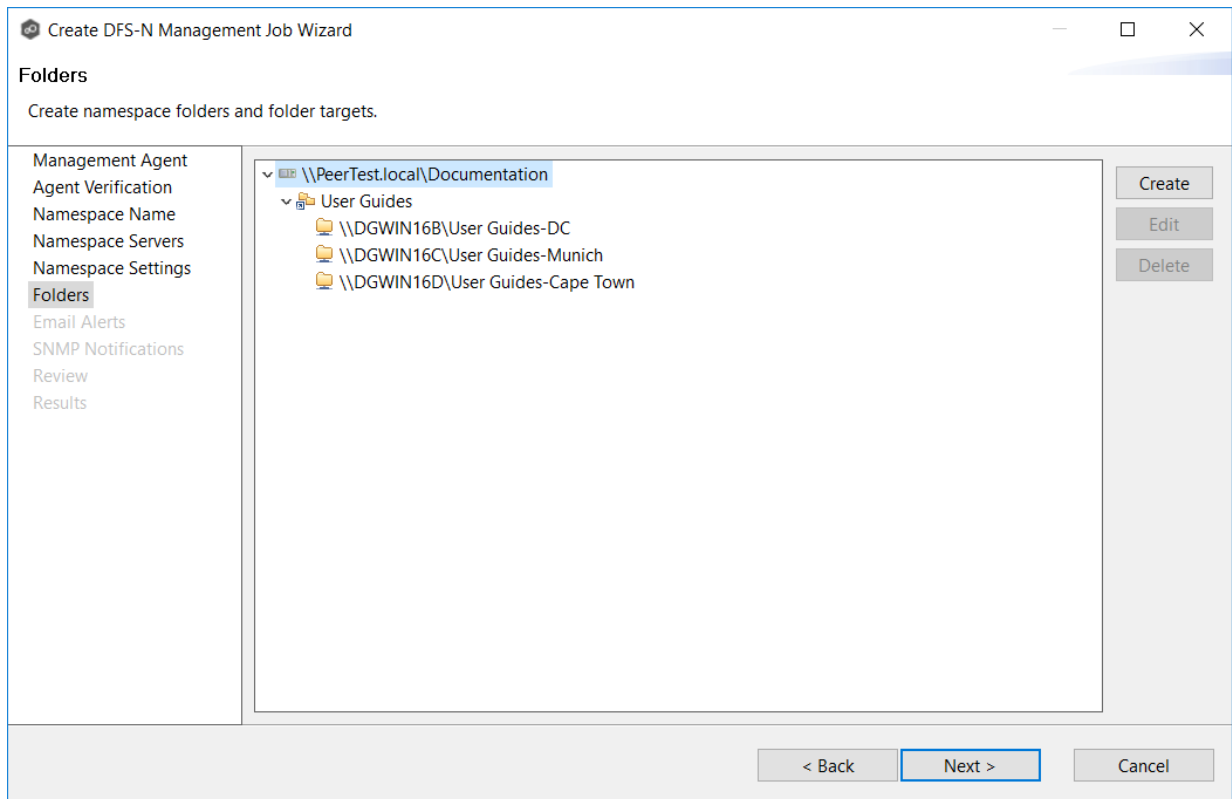 Create DFS-N Management Job Wizard
Folders
Create namespace folders and folder targets.
Management Agent
Agent Verification
Namespace Name
Namespace Servers
Namespace Settings
Folders
Email Alerts
SNMP Notifications
Review
Results
\\PeerTest.local\Documentation
User Guides
\\DGWIN16B\User Guides-DC
\\DGWIN16C\User Guides-Munich
\\DGWIN16D\User Guides-Cape Town
Create
Edit
Delete
< Back
Next >
Cancel